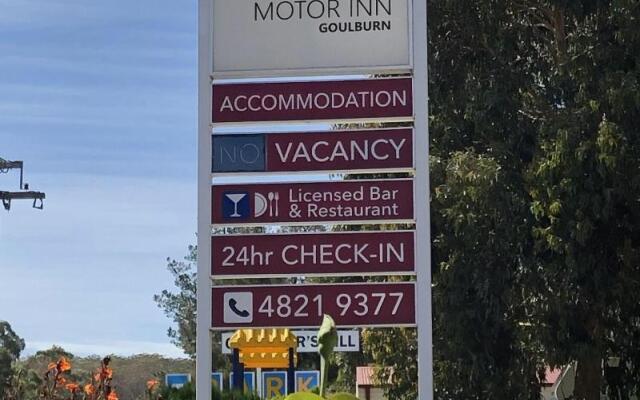 MOTOR INN
GOULBURN
ACCOMMODATION
NO VACANCY
Licensed Bar
& Restaurant
24hr CHECK-IN
4821 9377